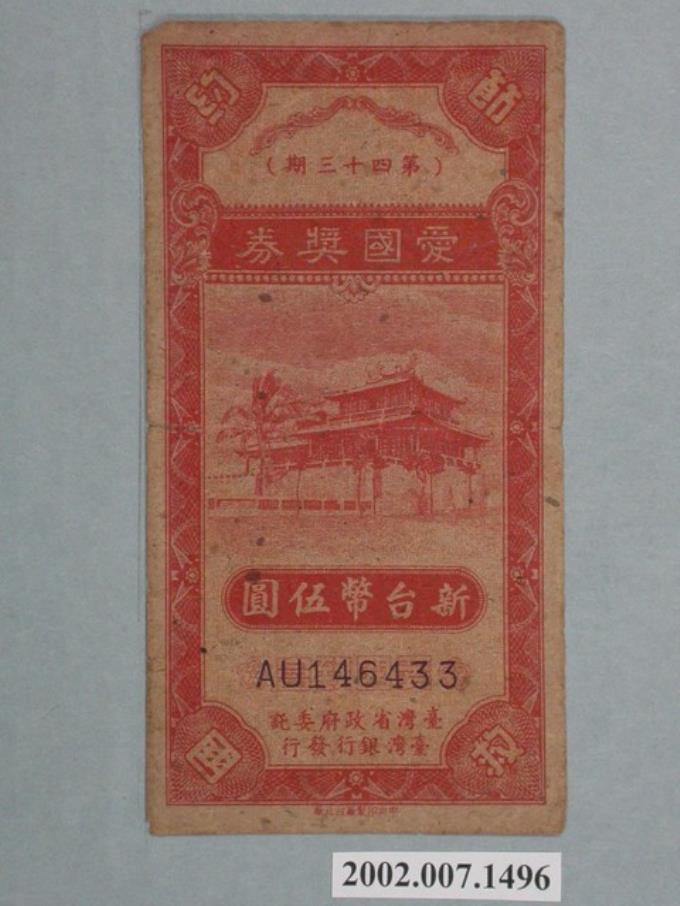 節約
救國
(第四十三期)
愛國獎券
新台幣伍圓
AU146433
臺灣省政府委託
臺灣銀行發行
2002.007.1496